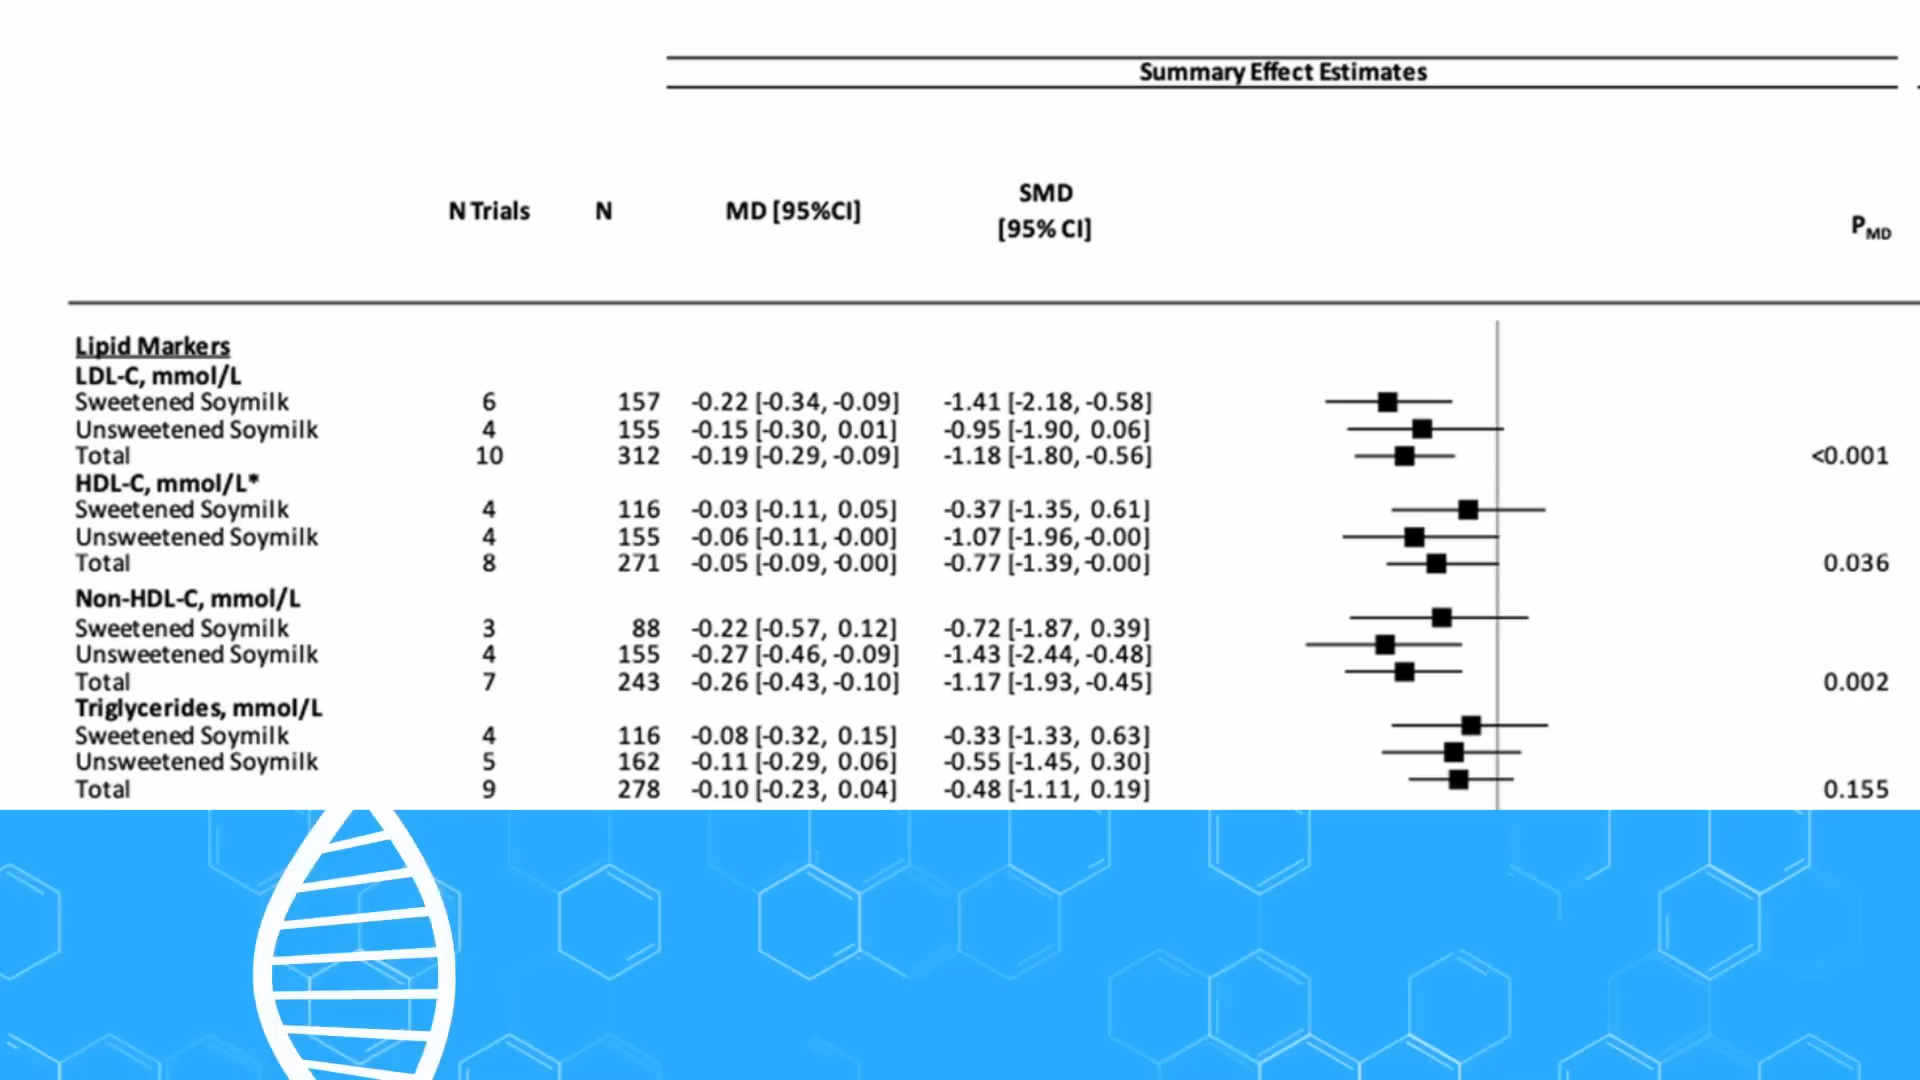 Summary Effect Estimates
N Trials N MD [95%CI] SMD [95% CI] PMD
Lipid Markers
LDL-C, mmol/L
Sweetened Soymilk 6 157 -0.22 [-0.34, -0.09] -1.41 [-2.18, -0.58]
Unsweetened Soymilk 4 155 -0.15 [-0.30, 0.01] -0.95 [-1.90, 0.06]
Total 10 312 -0.19 [-0.29, -0.09] -1.18 [-1.80, -0.56] <0.001
HDL-C, mmol/L*
Sweetened Soymilk 4 116 -0.03 [-0.11, 0.05] -0.37 [-1.35, 0.61]
Unsweetened Soymilk 4 155 -0.06 [-0.11, -0.00] -1.07 [-1.96, -0.00]
Total 8 271 -0.05 [-0.09, -0.00] -0.77 [-1.39, -0.00] 0.036
Non-HDL-C, mmol/L
Sweetened Soymilk 3 88 -0.22 [-0.57, 0.12] -0.72 [-1.87, 0.39]
Unsweetened Soymilk 4 155 -0.27 [-0.46, -0.09] -1.43 [-2.44, -0.48]
Total 7 243 -0.26 [-0.43, -0.10] -1.17 [-1.93, -0.45] 0.002
Triglycerides, mmol/L
Sweetened Soymilk 4 116 -0.08 [-0.32, 0.15] -0.33 [-1.33, 0.63]
Unsweetened Soymilk 5 162 -0.11 [-0.29, 0.06] -0.55 [-1.45, 0.30]
Total 9 278 -0.10 [-0.23, 0.04] -0.48 [-1.11, 0.19] 0.155